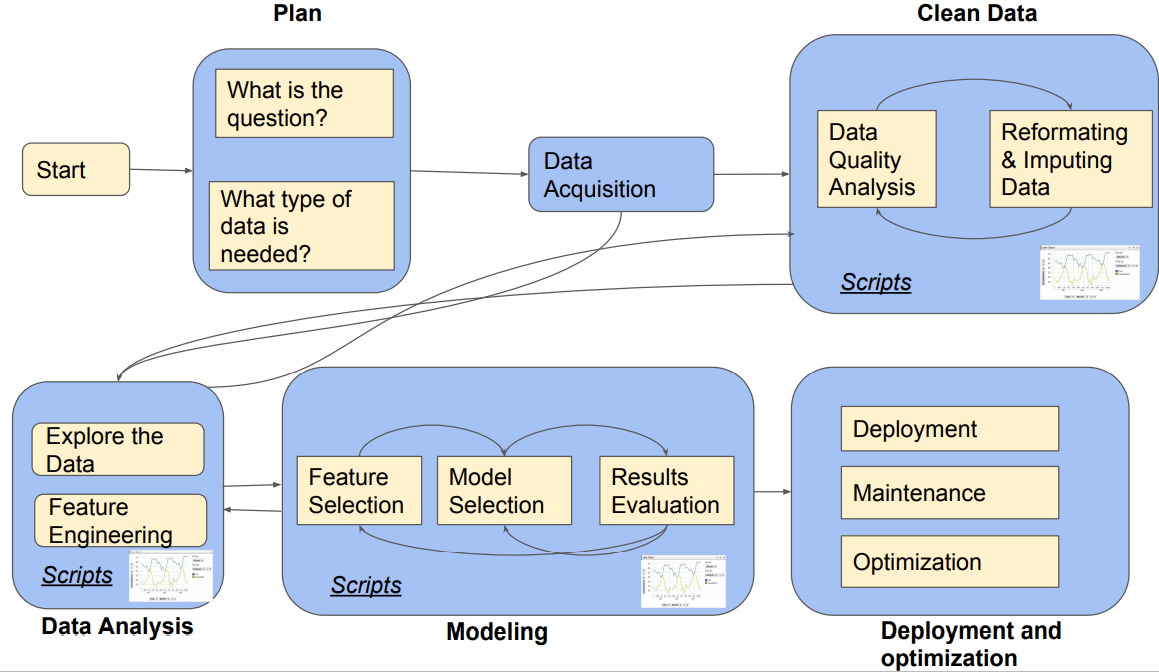 Plan
Clean Data
Start
What is the
question?
What type of
data is
needed?
Data
Acquisition
Data
Quality
Analysis
Reformating
& Imputing
Data
Scripts
Explore the
Data
Feature
Engineering
Scripts
Data Analysis
Feature
Selection
Model
Selection
Results
Evaluation
Scripts
Modeling
Deployment
Maintenance
Optimization
Deployment and
optimization